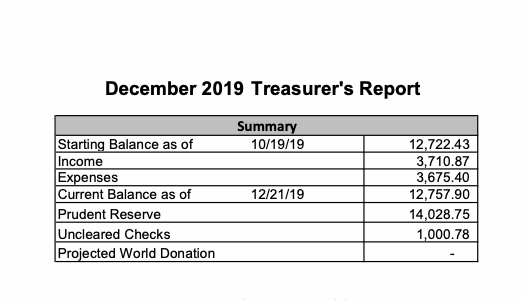 December 2019 Treasurer's Report
Summary
Starting Balance as of 10/19/19 12,722.43
Income 3,710.87
Expenses 3,675.40
Current Balance as of 12/21/19 12,757.90
Prudent Reserve 14,028.75
Uncleared Checks 1,000.78
Projected World Donation -